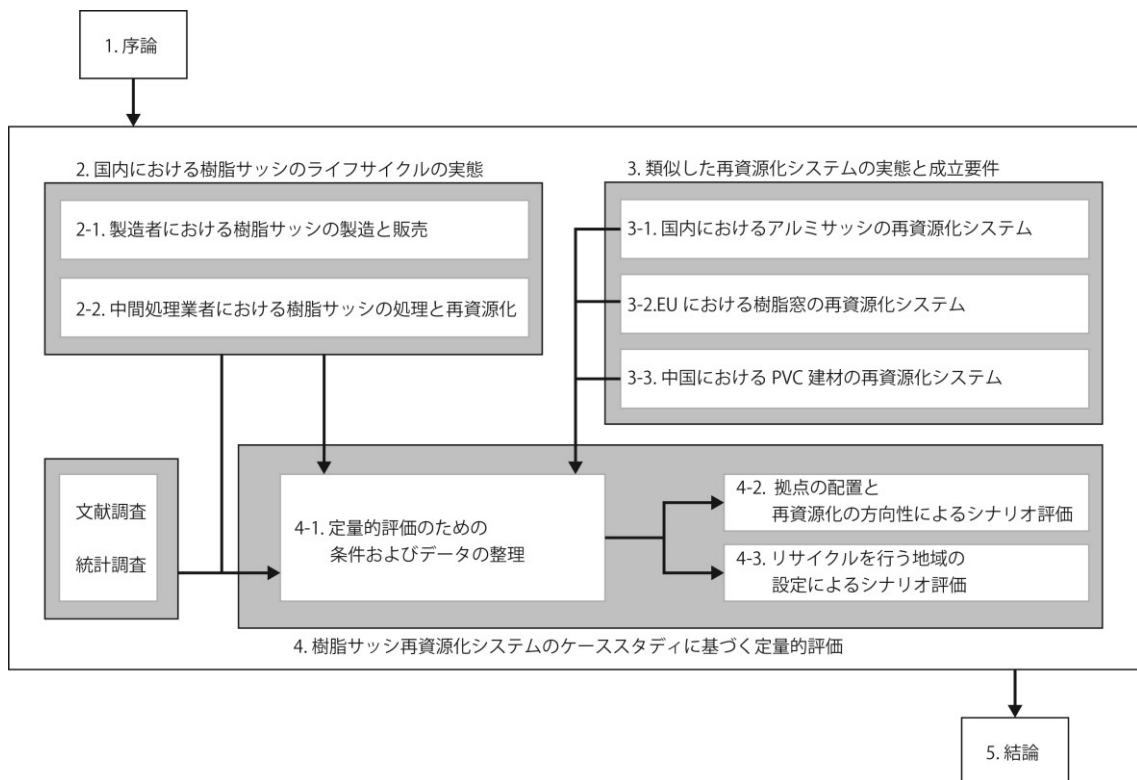 1. 序論
2. 国内における樹脂サッシのライフサイクルの実態
2-1. 製造者における樹脂サッシの製造と販売
2-2. 中間処理業者における樹脂サッシの処理と再資源化
3. 類似した再資源化システムの実態と成立要件
3-1. 国内におけるアルミサッシの再資源化システム
3-2.EU における樹脂窓の再資源化システム
3-3. 中国における PVC 建材の再資源化システム
文献調査
統計調査
4-1. 定量的評価のための
条件およびデータの整理
4-2. 拠点の配置と
再資源化の方向性によるシナリオ評価
4-3. リサイクルを行う地域の
設定によるシナリオ評価
4. 樹脂サッシ再資源化システムのケーススタディに基づく定量的評価
5. 結論